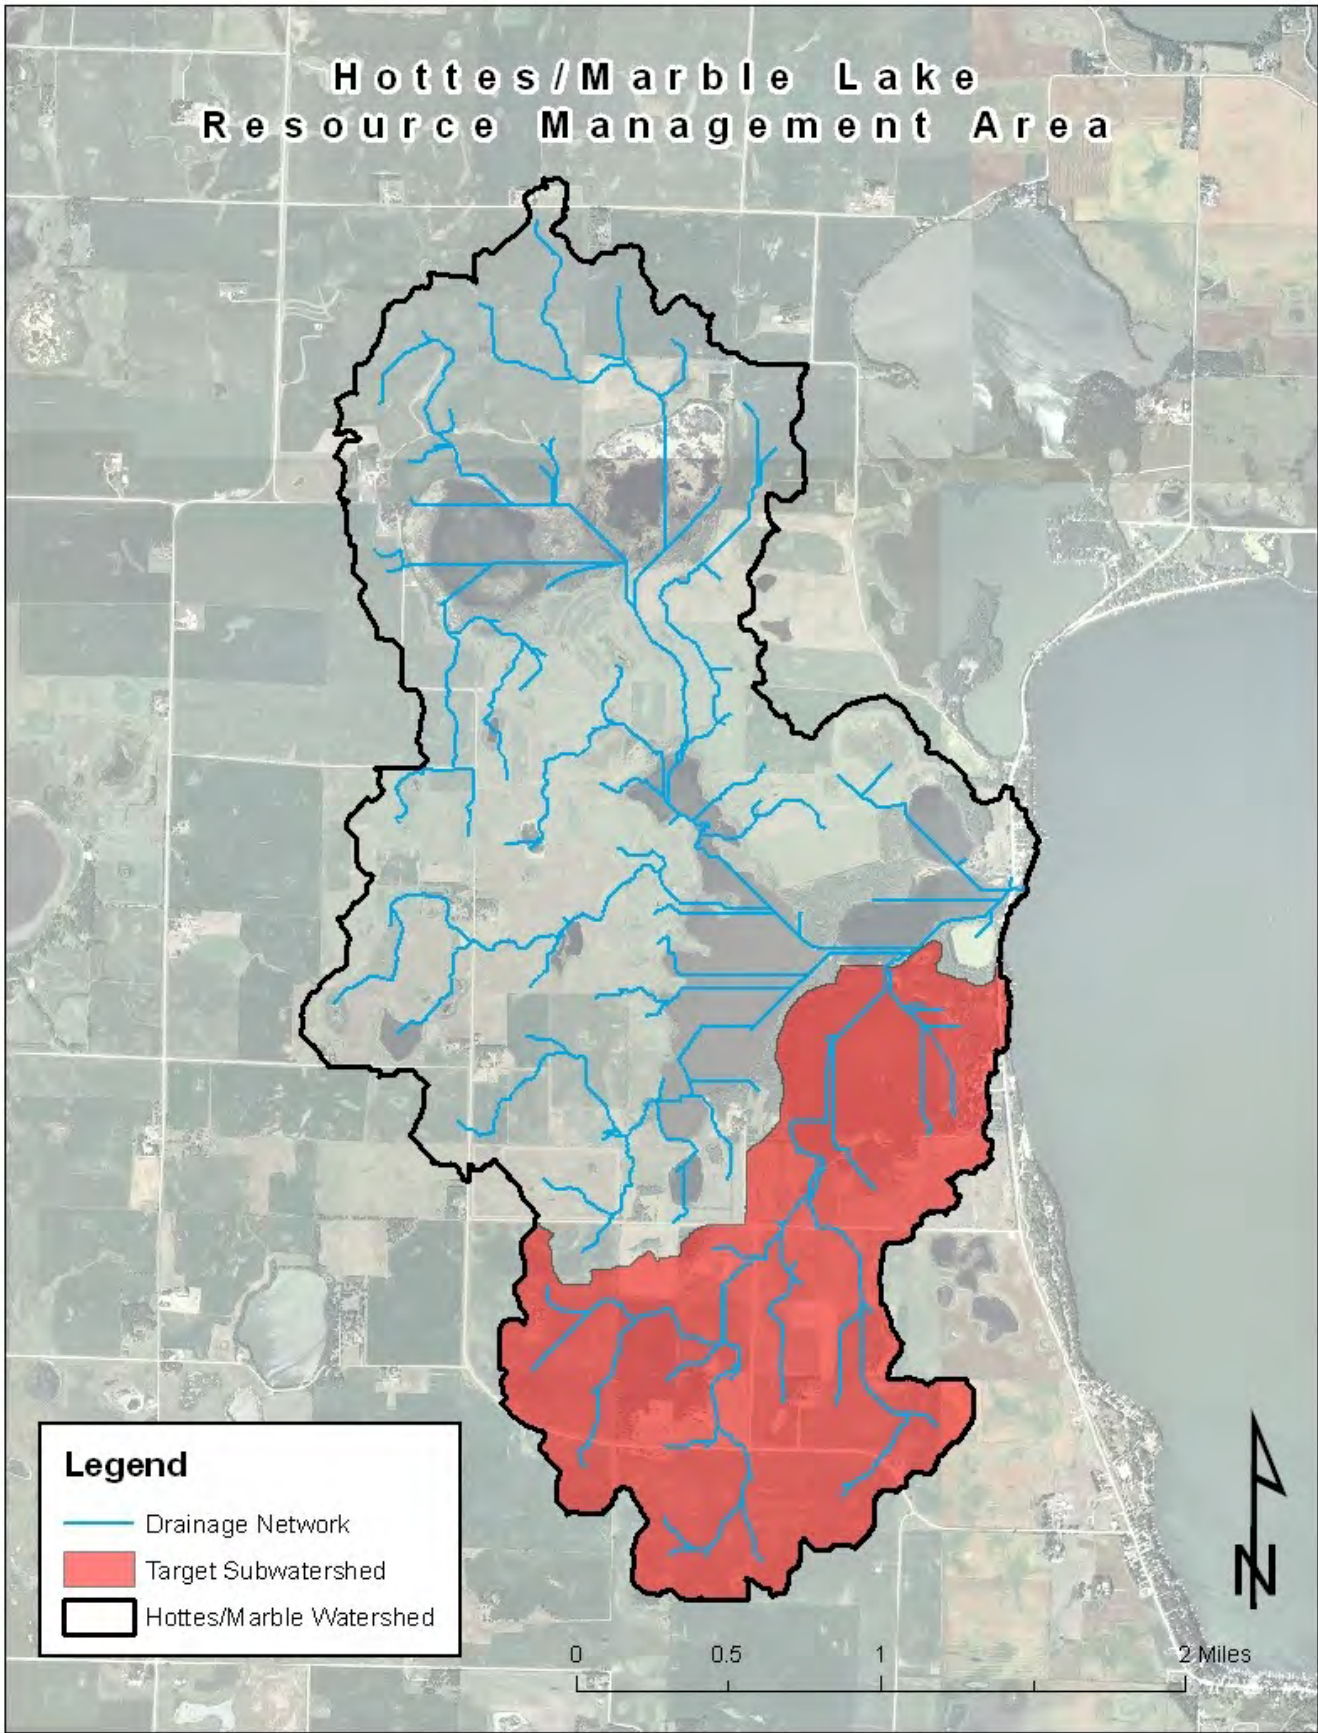 Hottes/Marble Lake
Resource Management Area
Legend
Drainage Network
Target Subwatershed
Hottes/Marble Watershed
N
0 0.5 1 2 Miles